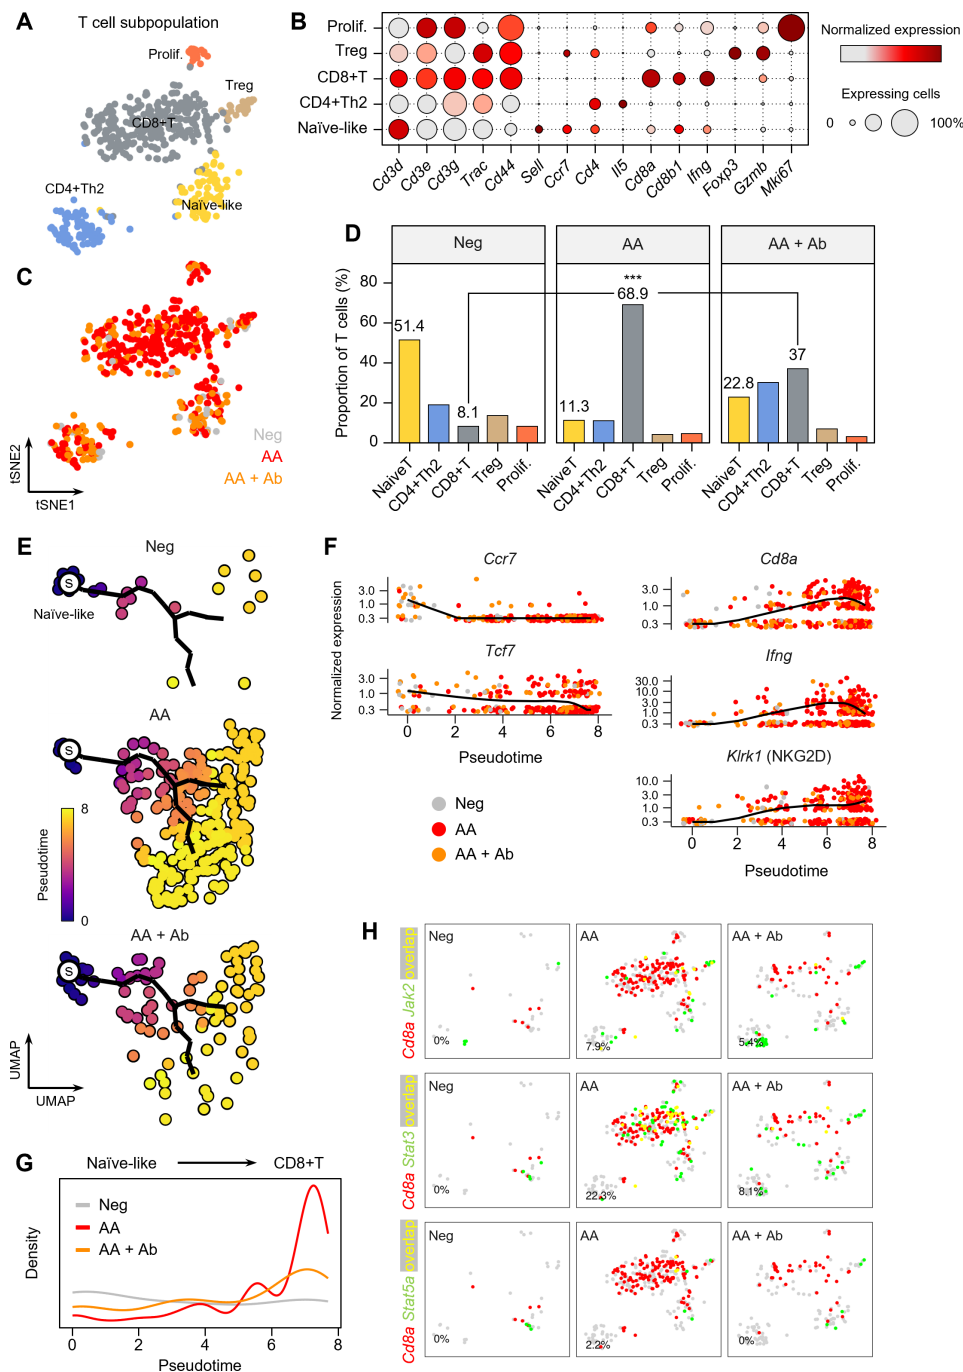 A
T cell subpopulation
Prolif.
Treg
CD8+T
CD4+Th2
Naïve-like
B
Prolif.
Treg
CD8+T
CD4+Th2
Naïve-like
Cd3d
Cd3e
Cd3g
Trac
Cd44
Sell
Ccr7
Cd4
Il5
Cd8a
Cd8b1
Ifng
Foxp3
Gzmb
Mki67
Normalized expression
Expressing cells
0 100%
C
Neg
AA
AA + Ab
tSNE2
tSNE1
D
Neg AA AA + Ab
Proportion of T cells (%)
80
60
40
20
0
51.4
8.1
11.3
***
68.9
22.8
37
NaiveT CD4+Th2 CD8+T Treg Prolif.
NaiveT CD4+Th2 CD8+T Treg Prolif.
NaiveT CD4+Th2 CD8+T Treg Prolif.
E
Neg
S
Naïve-like
AA
S
8
Pseudotime
0
AA + Ab
S
UMAP
UMAP
F
Normalized expression
Ccr7
3.0
1.0
0.3
Tcf7
3.0
1.0
0.3
0 2 4 6 8
Pseudotime
Cd8a
3.0
1.0
0.3
Ifng
30.0
10.0
3.0
1.0
0.3
Klrk1 (NKG2D)
10.0
3.0
1.0
0.3
0 2 4 6 8
Pseudotime
Neg
AA
AA + Ab
G
Naïve-like CD8+T
Neg
AA
AA + Ab
Density
0 2 4 6 8
Pseudotime
H
Cd8a Jak2 overlap
Neg
0%
AA
7.9%
AA + Ab
5.4%
Cd8a Stat3 overlap
Neg
0%
AA
22.3%
AA + Ab
8.1%
Cd8a Stat5a overlap
Neg
0%
AA
2.2%
AA + Ab
0%